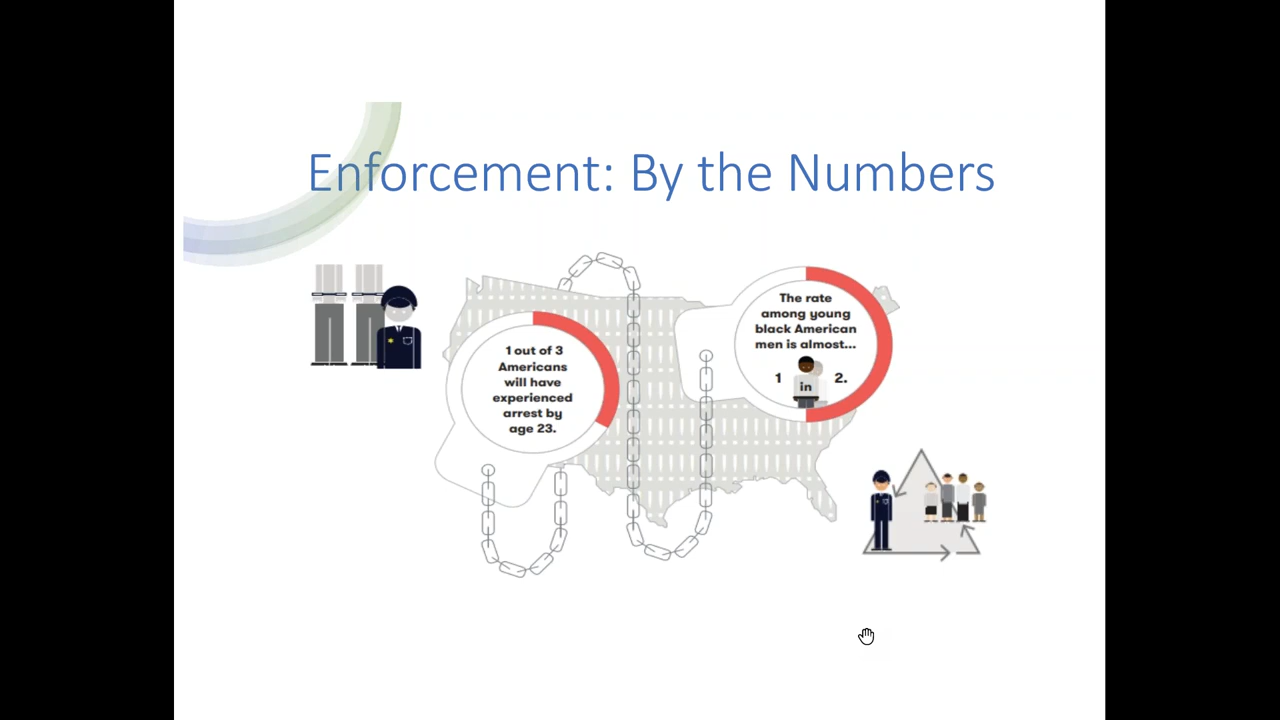 Enforcement: By the Numbers
1 out of 3
Americans
will have
experienced
arrest by
age 23.
The rate
among young
black American
men is almost...
1 in 2.